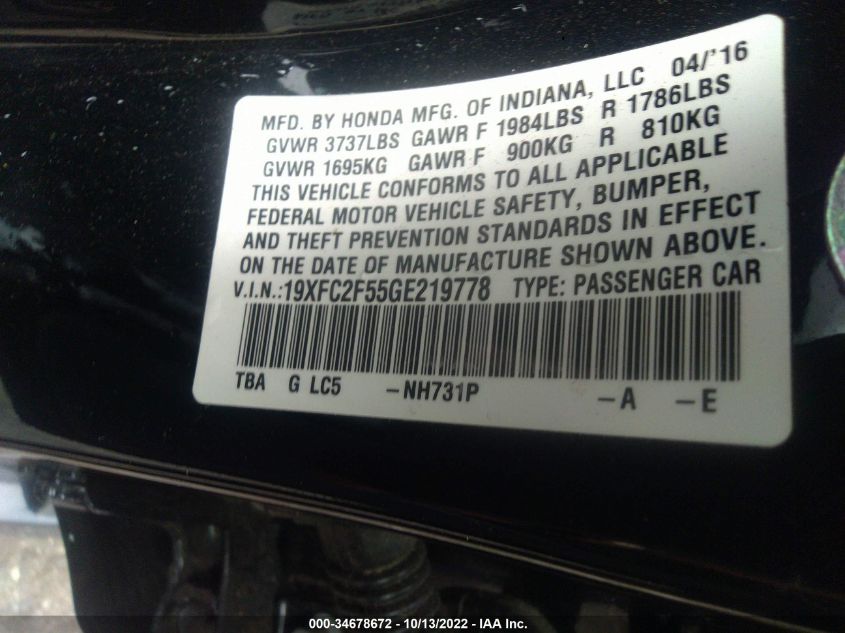 MFD. BY HONDA MFG. OF INDIANA, LLC 04/'16
GVWR 3737LBS GAWR F 1984LBS R 1786LBS
GVWR 1695KG GAWR F 900KG R 810KG
THIS VEHICLE CONFORMS TO ALL APPLICABLE
FEDERAL MOTOR VEHICLE SAFETY, BUMPER,
AND THEFT PREVENTION STANDARDS IN EFFECT
ON THE DATE OF MANUFACTURE SHOWN ABOVE.
V.I.N.:19XFC2F55GE219778 TYPE: PASSENGER CAR
TBA G LC5 –NH731P –A –E
000-34678672 - 10/13/2022 - IAA Inc.